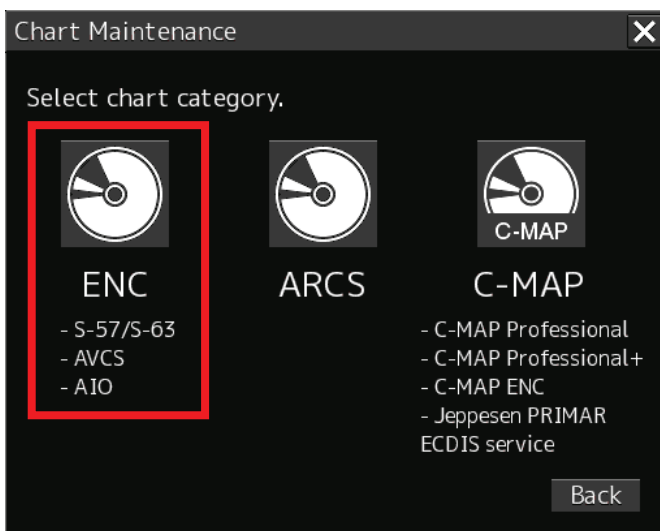 Chart Maintenance
Select chart category.
ENC
- S-57/S-63
- AVCS
- AIO
ARCS
C-MAP
C-MAP
- C-MAP Professional
- C-MAP Professional+
- C-MAP ENC
- Jeppesen PRIMAR
ECDIS service
Back